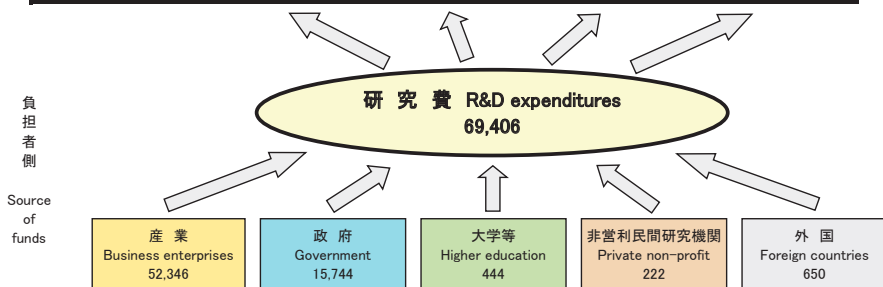 研 究 費 R&D expenditures
69,406
負担者側
Source
of
funds
産 業
Business enterprises
52,346
政 府
Government
15,744
大学等
Higher education
444
非営利民間研究機関
Private non-profit
222
外 国
Foreign countries
650